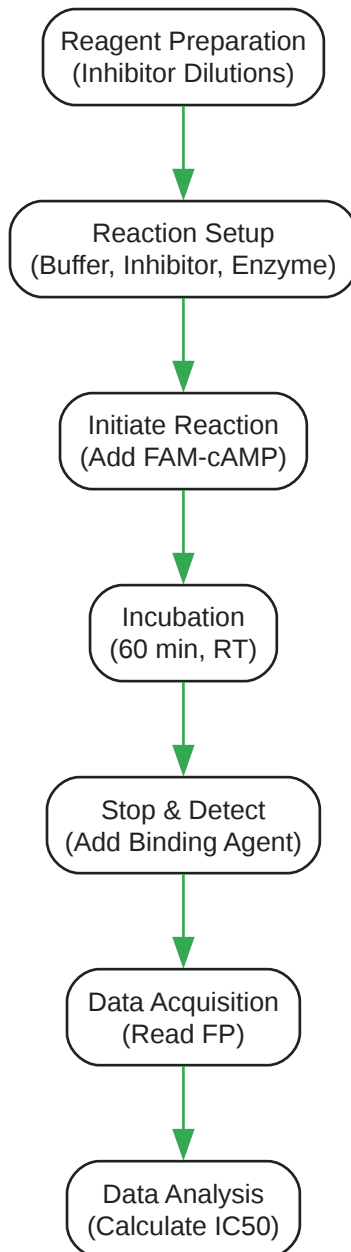 Reagent Preparation
(Inhibitor Dilutions)
Reaction Setup
(Buffer, Inhibitor, Enzyme)
Initiate Reaction
(Add FAM-cAMP)
Incubation
(60 min, RT)
Stop & Detect
(Add Binding Agent)
Data Acquisition
(Read FP)
Data Analysis
(Calculate IC50)